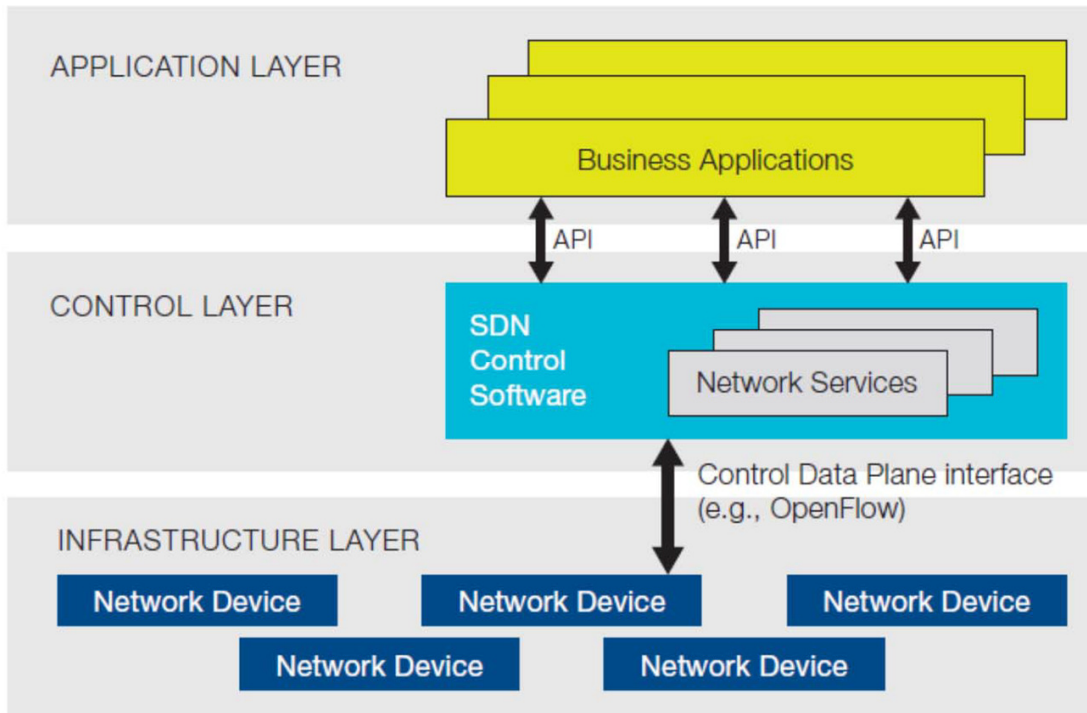 APPLICATION LAYER
Business Applications
API
API
API
CONTROL LAYER
SDN
Control
Software
Network Services
Control Data Plane interface
(e.g., OpenFlow)
INFRASTRUCTURE LAYER
Network Device
Network Device
Network Device
Network Device
Network Device